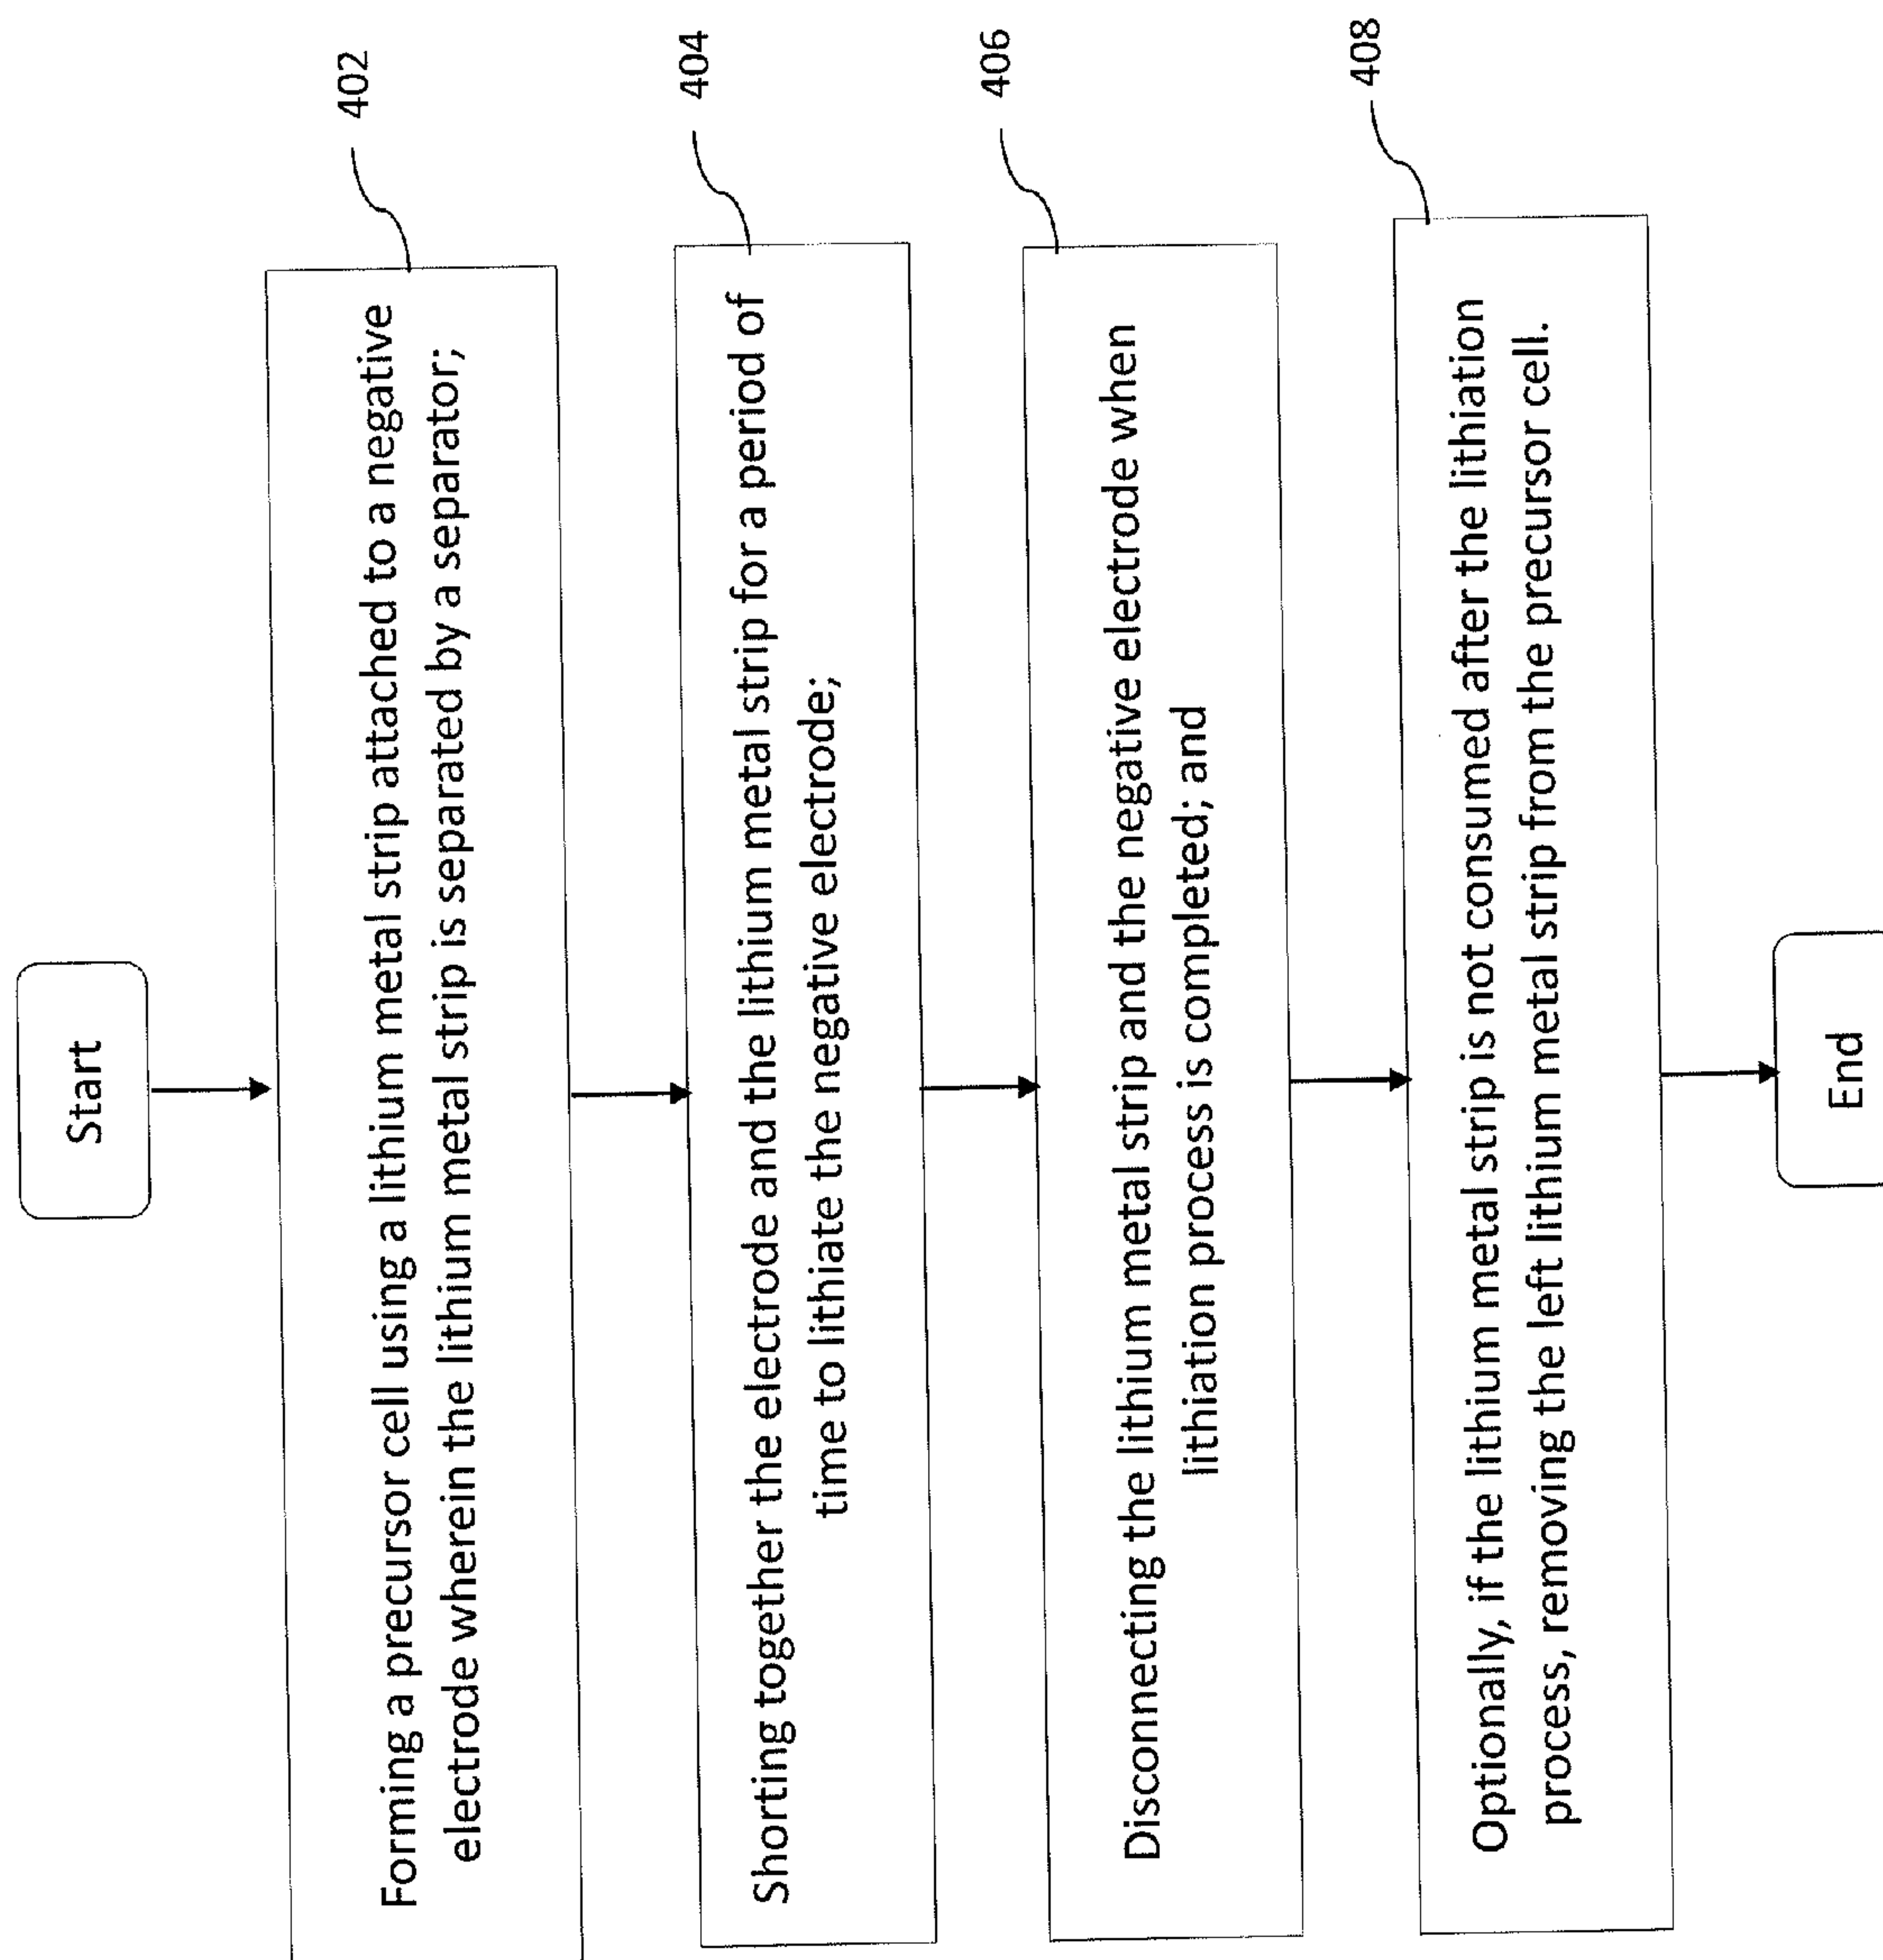 Start
402
Forming a precursor cell using a lithium metal strip attached to a negative
electrode wherein the lithium metal strip is separated by a separator;
404
Shorting together the electrode and the lithium metal strip for a period of
time to lithiate the negative electrode;
406
Disconnecting the lithium metal strip and the negative electrode when
lithiation process is completed; and
408
Optionally, if the lithium metal strip is not consumed after the lithiation
process, removing the left lithium metal strip from the precursor cell.
End